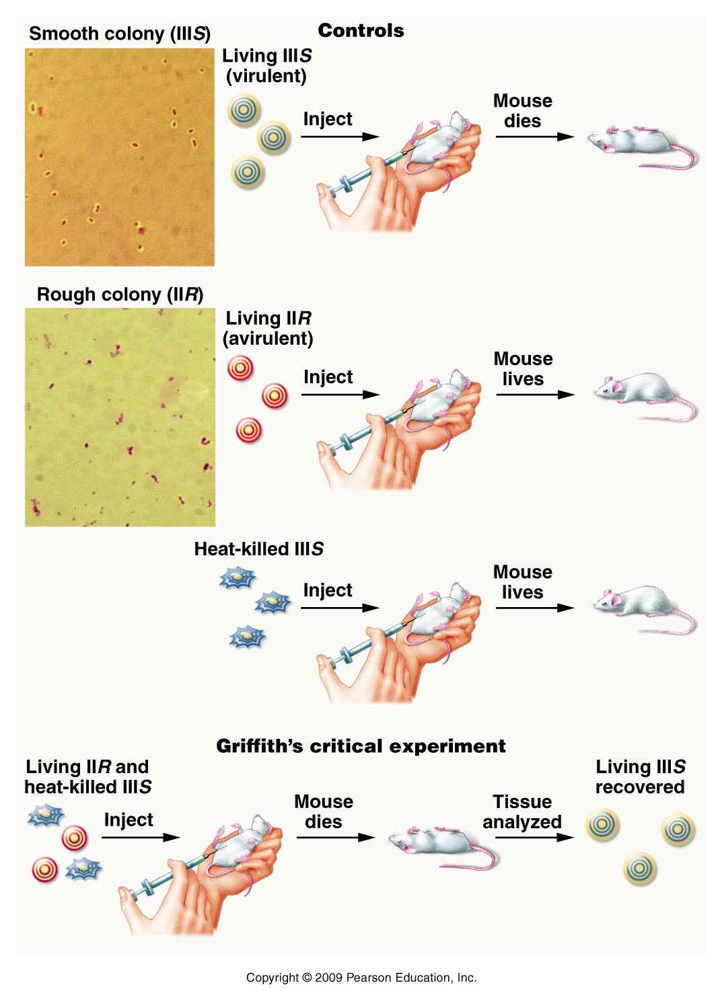 Smooth colony (IIIS)
Controls
Living IIIS
(virulent)
Inject
Mouse
dies
Rough colony (IIR)
Living IIR
(avirulent)
Inject
Mouse
lives
Heat-killed IIIS
Inject
Mouse
lives
Griffith's critical experiment
Living IIR and
heat-killed IIIS
Inject
Mouse
dies
Tissue
analyzed
Living IIIS
recovered
Copyright © 2009 Pearson Education, Inc.